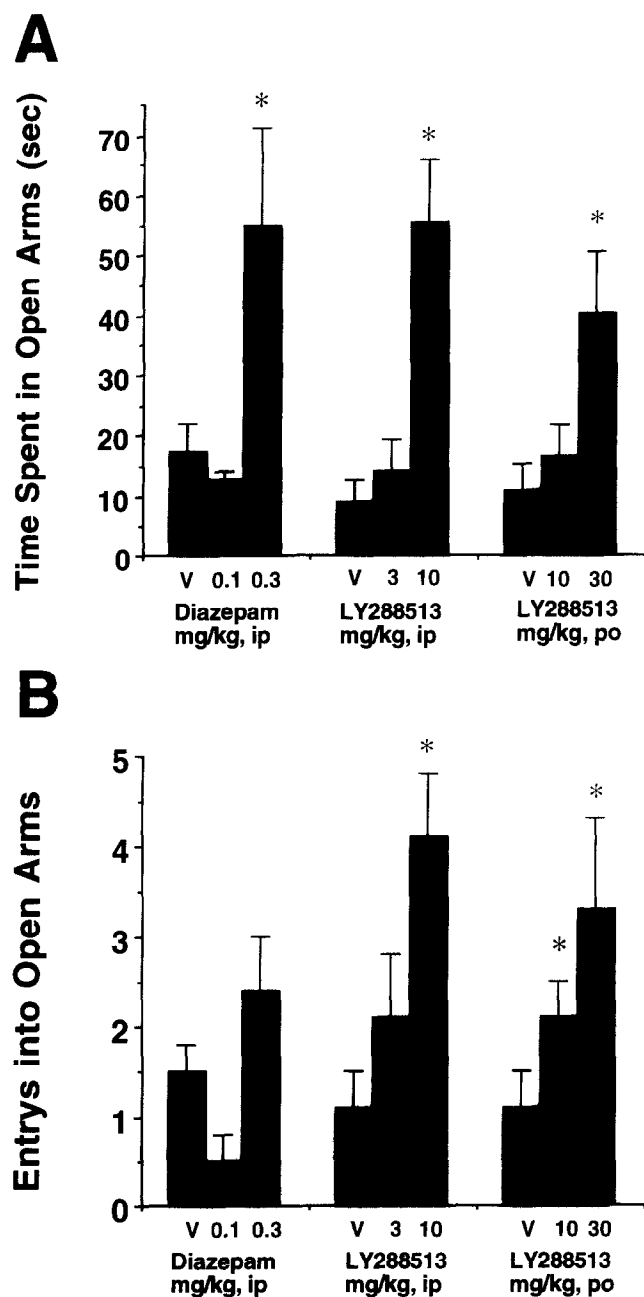 A
Time Spent in Open Arms (sec)
70
60
50
40
30
20
10
0
*
*
*
V 0.1 0.3
Diazepam
mg/kg, ip
V 3 10
LY288513
mg/kg, ip
V 10 30
LY288513
mg/kg, po
B
Entrys into Open Arms
5
4
3
2
1
0
*
*
*
V 0.1 0.3
Diazepam
mg/kg, ip
V 3 10
LY288513
mg/kg, ip
V 10 30
LY288513
mg/kg, po